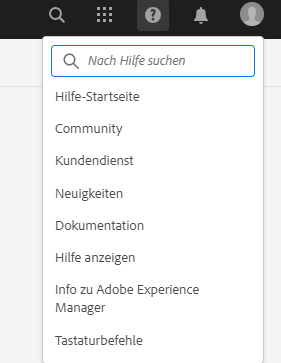 Nach Hilfe suchen
Hilfe-Startseite
Community
Kundendienst
Neuigkeiten
Dokumentation
Hilfe anzeigen
Info zu Adobe Experience
Manager
Tastaturbefehle